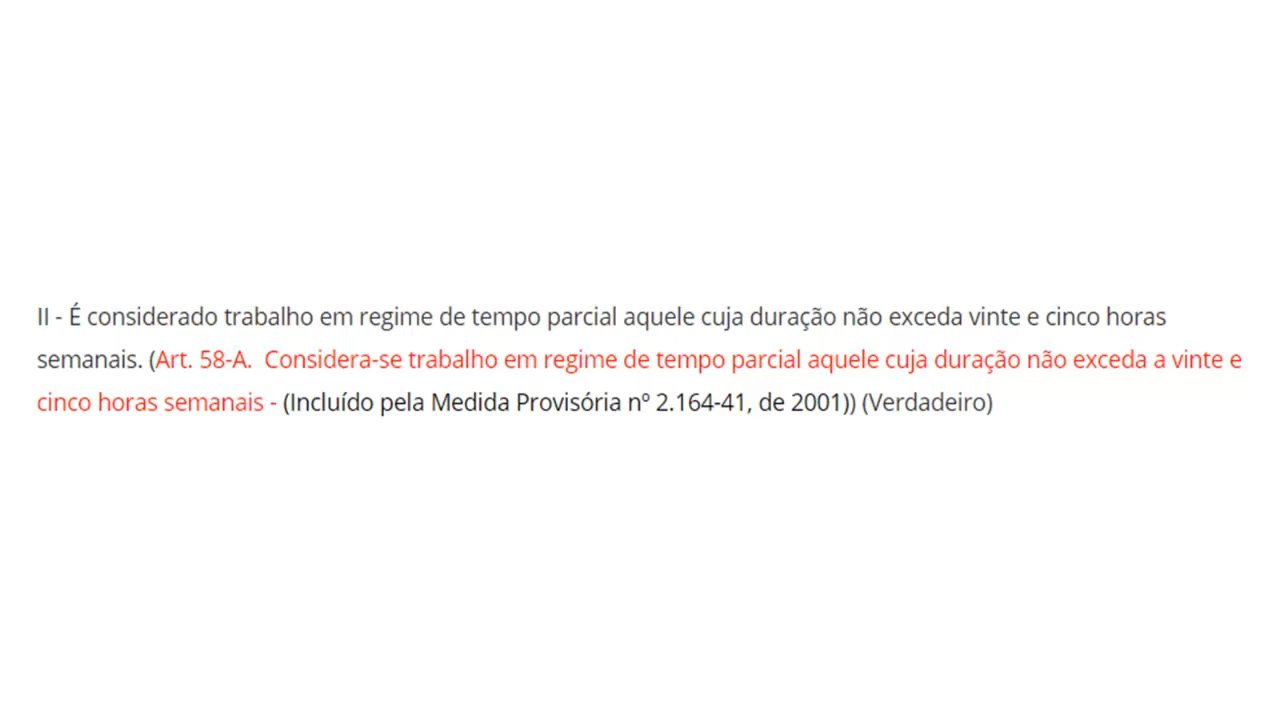 II - É considerado trabalho em regime de tempo parcial aquele cuja duração não exceda vinte e cinco horas
semanais. (Art. 58-A.  Considera-se trabalho em regime de tempo parcial aquele cuja duração não exceda a vinte e
cinco horas semanais - (Incluído pela Medida Provisória nº 2.164-41, de 2001)) (Verdadeiro)